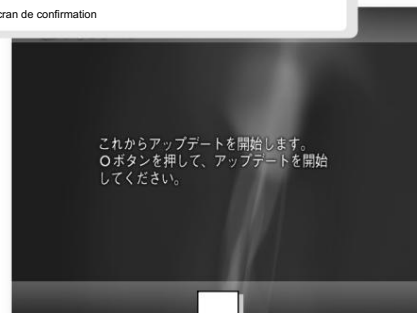 cran de confirmation
これからアップデートを開始します。
○ボタンを押して、アップデートを開始
してください。